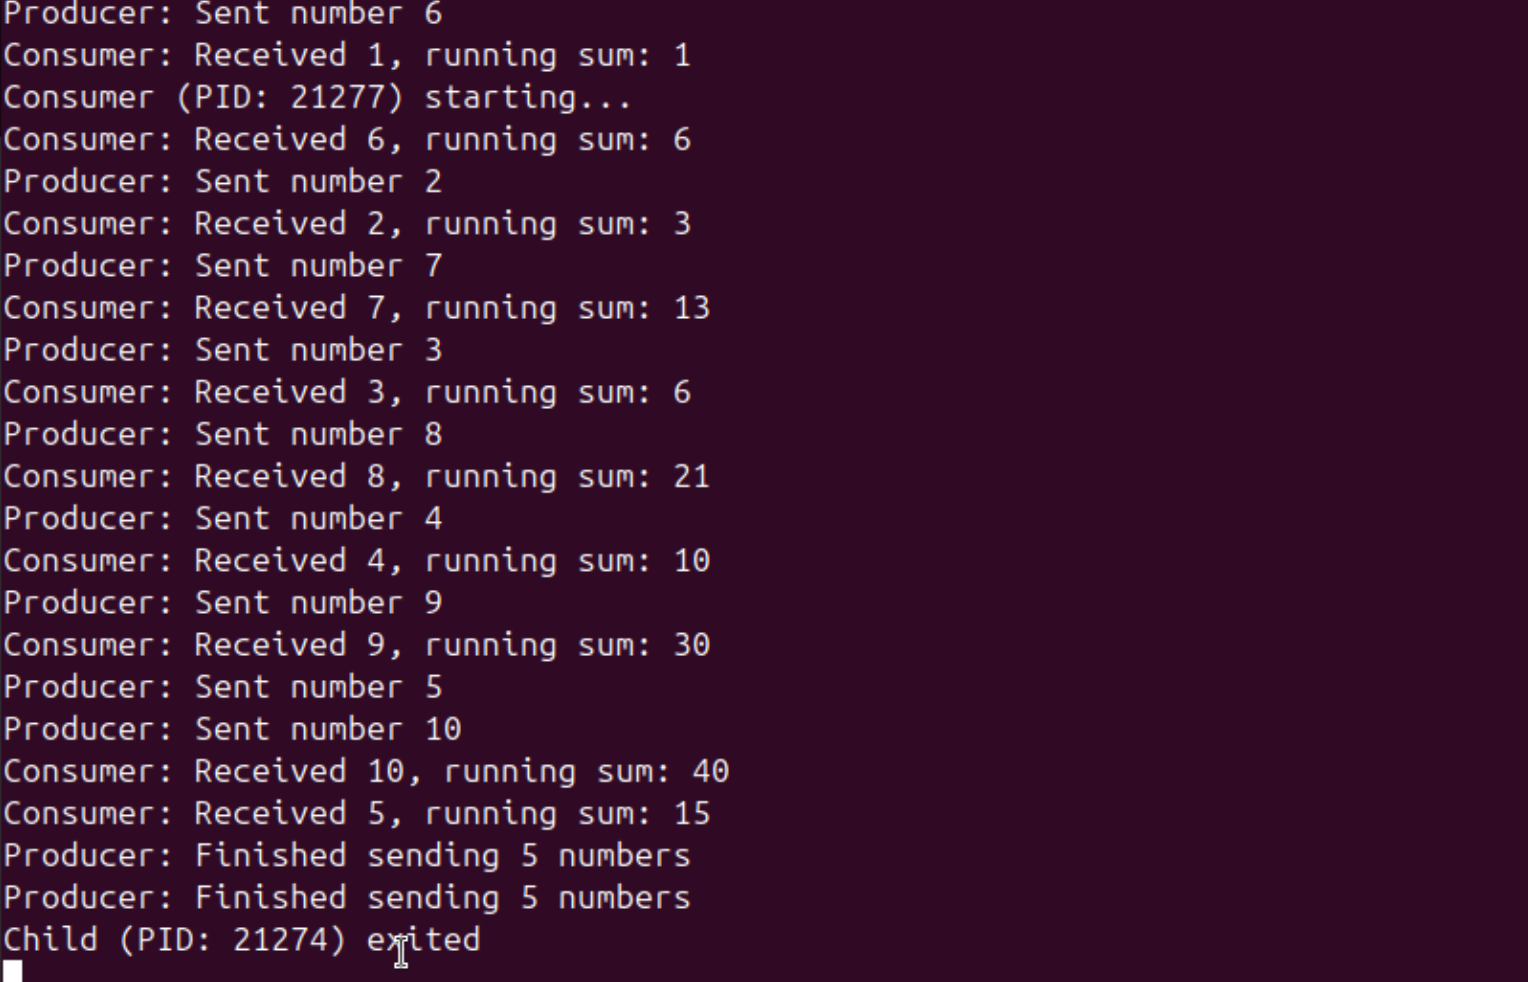 Producer: Sent number 6
Consumer: Received 1, running sum: 1
Consumer (PID: 21277) starting...
Consumer: Received 6, running sum: 6
Producer: Sent number 2
Consumer: Received 2, running sum: 3
Producer: Sent number 7
Consumer: Received 7, running sum: 13
Producer: Sent number 3
Consumer: Received 3, running sum: 6
Producer: Sent number 8
Consumer: Received 8, running sum: 21
Producer: Sent number 4
Consumer: Received 4, running sum: 10
Producer: Sent number 9
Consumer: Received 9, running sum: 30
Producer: Sent number 5
Producer: Sent number 10
Consumer: Received 10, running sum: 40
Consumer: Received 5, running sum: 15
Producer: Finished sending 5 numbers
Producer: Finished sending 5 numbers
Child (PID: 21274) exited